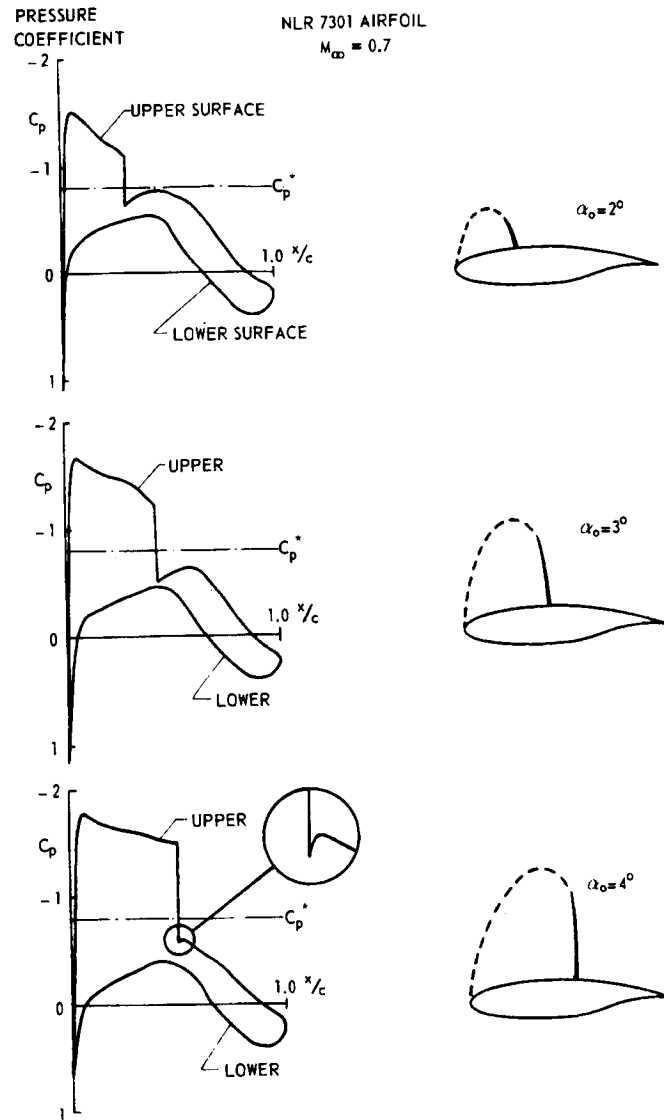 PRESSURE
COEFFICIENT
NLR 7301 AIRFOIL
M∞ = 0.7
-2
UPPER SURFACE
Cp
-1
Cp*
1.0 x/c
0
LOWER SURFACE
1
α₀=2°
-2
UPPER
Cp
-1
Cp*
1.0 x/c
0
LOWER
1
α₀=3°
-2
UPPER
Cp
-1
Cp*
1.0 x/c
0
LOWER
1
α₀=4°